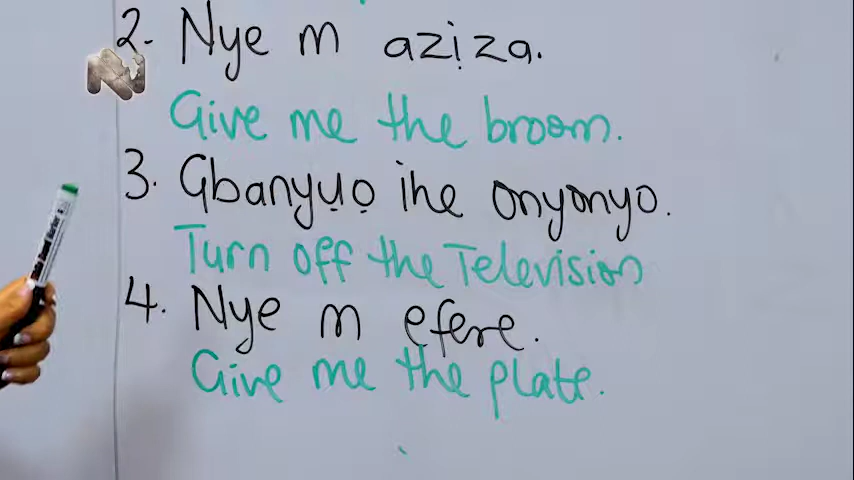 2. Nye m azịza.
Give me the broom.
3. Gbanyụọ ihe onyonyo.
Turn off the Television
4. Nye m efere.
Give me the plate.